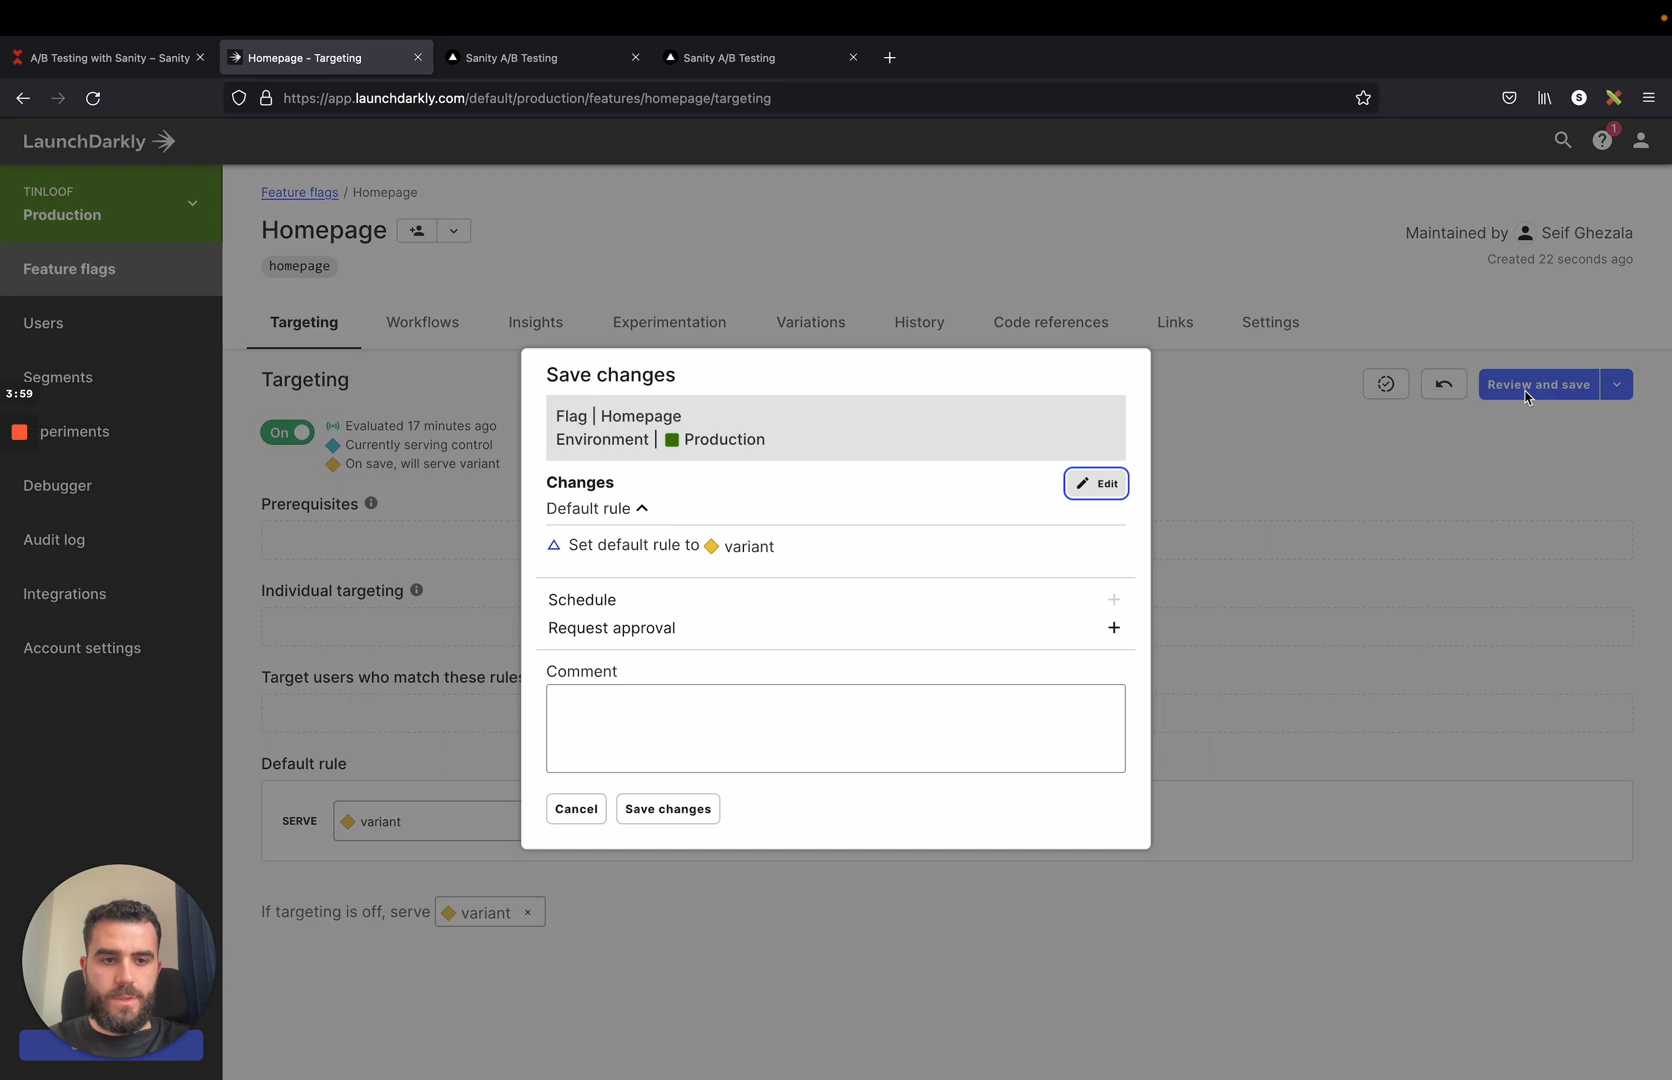 A/B Testing with Sanity – Sanity
Homepage - Targeting
Sanity A/B Testing
Sanity A/B Testing
https://app.launchdarkly.com/default/production/features/homepage/targeting
S
LaunchDarkly
1
TINLOOF
Production
Feature flags
Users
Segments
3:59
periments
Debugger
Audit log
Integrations
Account settings
Feature flags / Homepage
Homepage
homepage
Maintained by Seif Ghezala
Created 22 seconds ago
Targeting
Workflows
Insights
Experimentation
Variations
History
Code references
Links
Settings
Targeting
Review and save
On
Evaluated 17 minutes ago
Currently serving control
On save, will serve variant
Prerequisites
Individual targeting
Target users who match these rules
Default rule
SERVE variant
If targeting is off, serve variant ×
Save changes
Flag | Homepage
Environment | Production
Changes
Edit
Default rule
Set default rule to variant
Schedule
Request approval
Comment
Cancel
Save changes